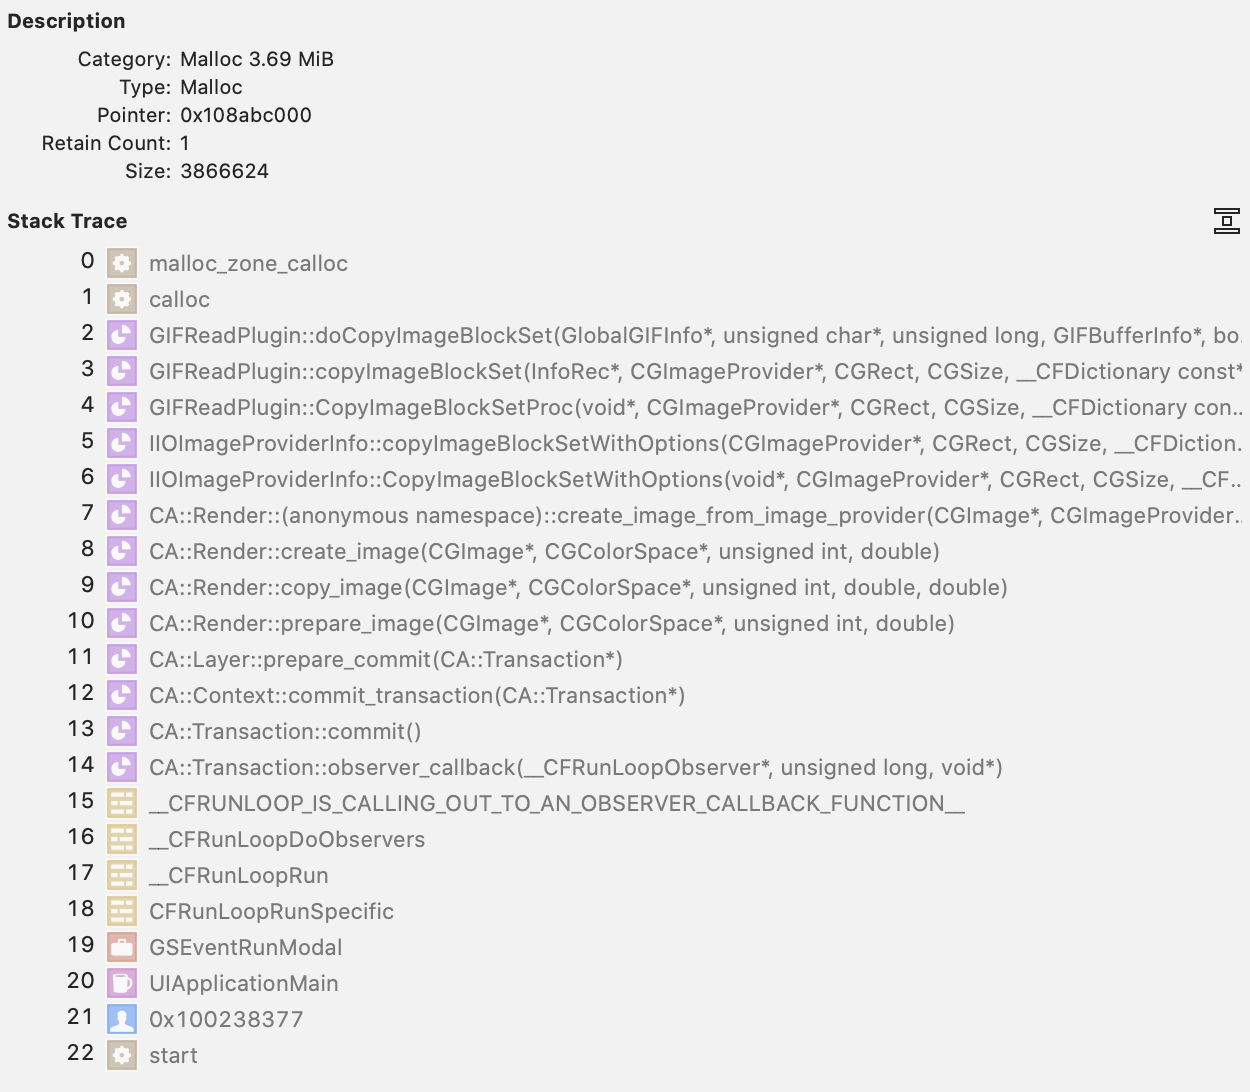 Description
Category: Malloc 3.69 MiB
Type: Malloc
Pointer: 0x108abc000
Retain Count: 1
Size: 3866624
Stack Trace
0 malloc_zone_calloc
1 calloc
2 GIFReadPlugin::doCopyImageBlockSet(GlobalGIFInfo*, unsigned char*, unsigned long, GIFBufferInfo*, bo..
3 GIFReadPlugin::copyImageBlockSet(InfoRec*, CGImageProvider*, CGRect, CGSize, __CFDictionary const*
4 GIFReadPlugin::CopyImageBlockSetProc(void*, CGImageProvider*, CGRect, CGSize, __CFDictionary con...
5 IIOImageProviderInfo::copyImageBlockSetWithOptions(CGImageProvider*, CGRect, CGSize, __CFDiction...
6 IIOImageProviderInfo::CopyImageBlockSetWithOptions(void*, CGImageProvider*, CGRect, CGSize, __CF...
7 CA::Render::(anonymous namespace)::create_image_from_image_provider(CGImage*, CGImageProvider...
8 CA::Render::create_image(CGImage*, CGColorSpace*, unsigned int, double)
9 CA::Render::copy_image(CGImage*, CGColorSpace*, unsigned int, double, double)
10 CA::Render::prepare_image(CGImage*, CGColorSpace*, unsigned int, double)
11 CA::Layer::prepare_commit(CA::Transaction*)
12 CA::Context::commit_transaction(CA::Transaction*)
13 CA::Transaction::commit()
14 CA::Transaction::observer_callback(__CFRunLoopObserver*, unsigned long, void*)
15 __CFRUNLOOP_IS_CALLING_OUT_TO_AN_OBSERVER_CALLBACK_FUNCTION__
16 __CFRunLoopDoObservers
17 __CFRunLoopRun
18 CFRunLoopRunSpecific
19 GSEventRunModal
20 UIApplicationMain
21 0x100238377
22 start